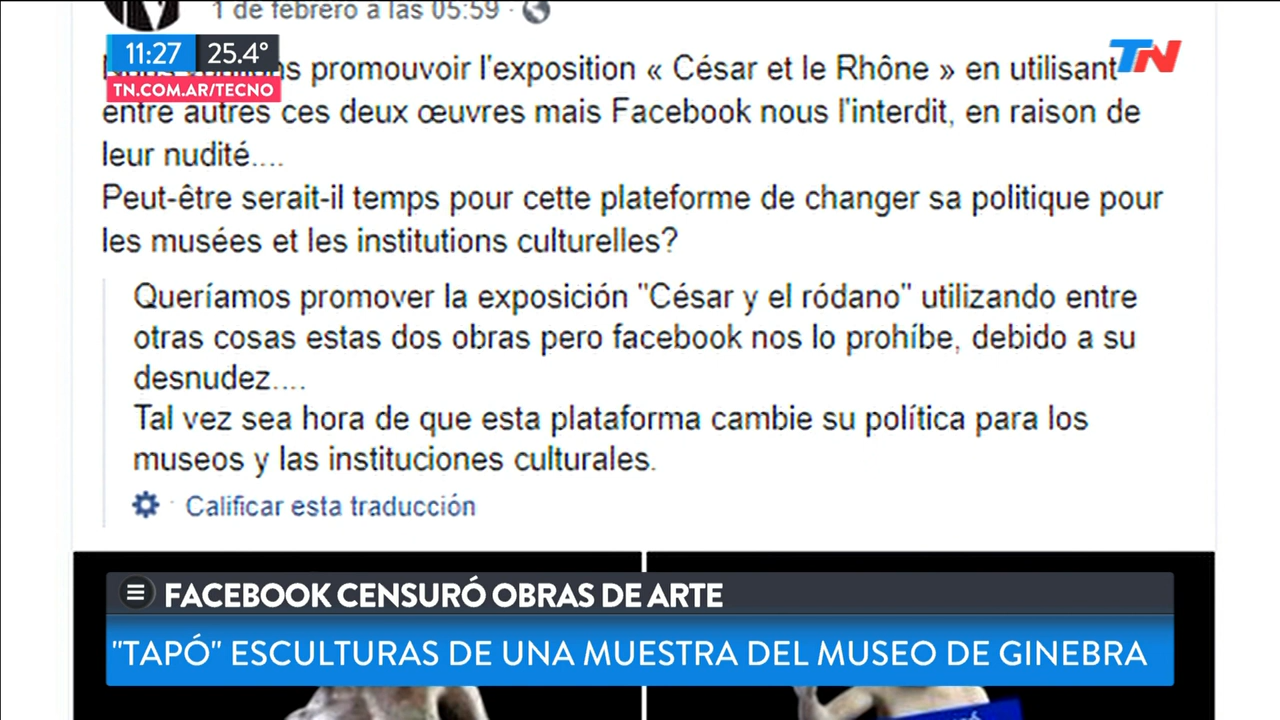 1 de febrero a las 05:59 ·
11:27 25.4°
TN
promouvoir l'exposition « César et le Rhône » en utilisant
TN.COM.AR/TECNO
entre autres ces deux œuvres mais Facebook nous l'interdit, en raison de
leur nudité....
Peut-être serait-il temps pour cette plateforme de changer sa politique pour
les musées et les institutions culturelles?
Queríamos promover la exposición "César y el ródano" utilizando entre
otras cosas estas dos obras pero facebook nos lo prohíbe, debido a su
desnudez....
Tal vez sea hora de que esta plataforma cambie su política para los
museos y las instituciones culturales.
· Calificar esta traducción
FACEBOOK CENSURÓ OBRAS DE ARTE
"TAPÓ" ESCULTURAS DE UNA MUESTRA DEL MUSEO DE GINEBRA